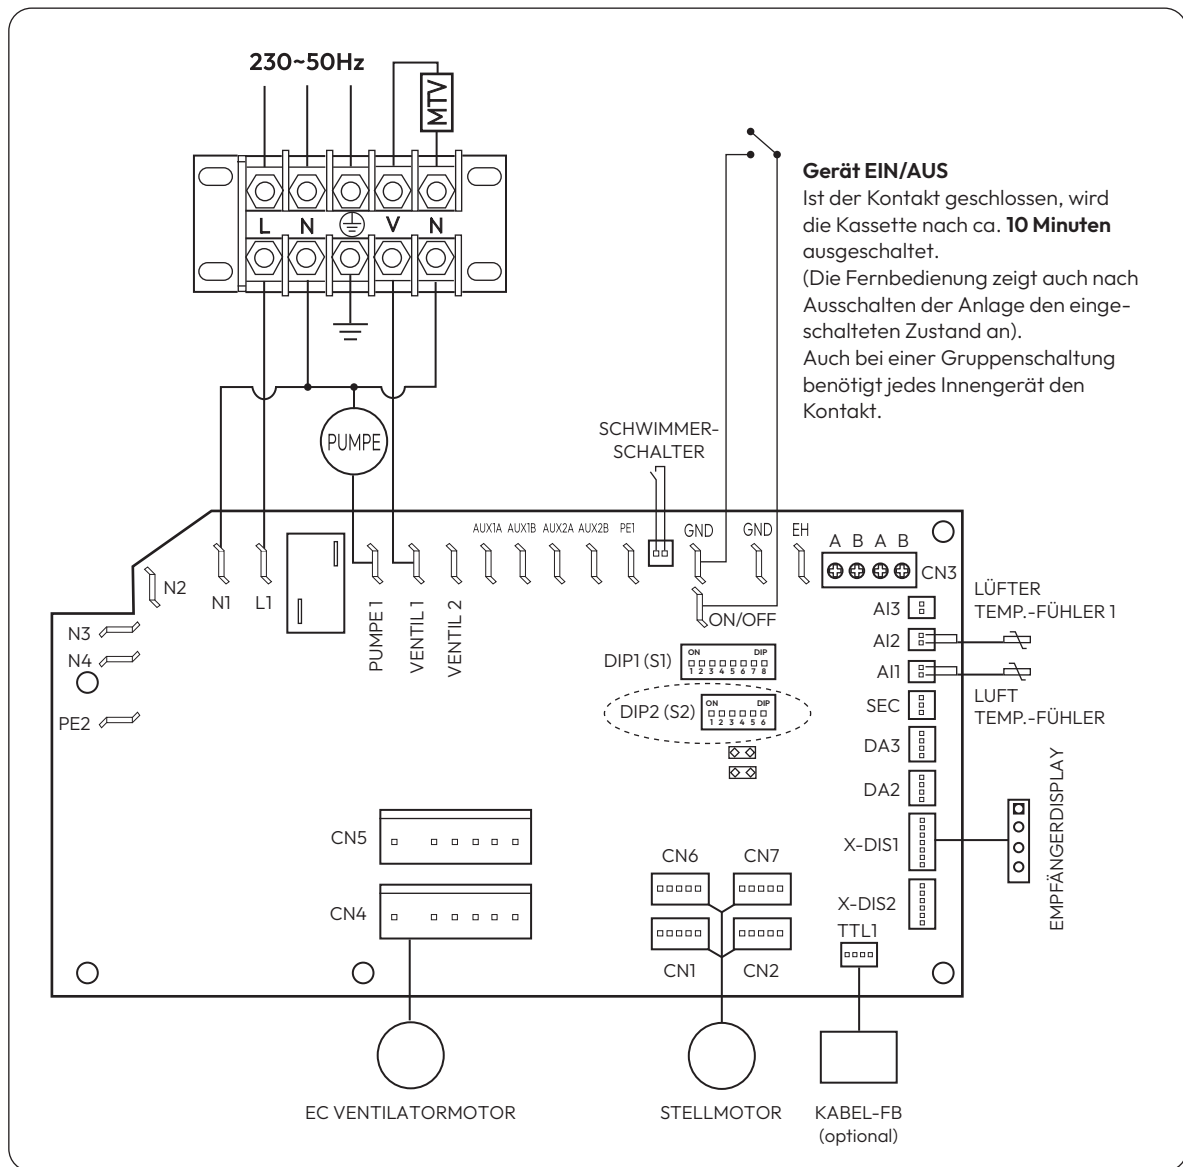 230~50Hz
MTV
L N V N
Gerät EIN/AUS
Ist der Kontakt geschlossen, wird
die Kassette nach ca. 10 Minuten
ausgeschaltet.
(Die Fernbedienung zeigt auch nach
Ausschalten der Anlage den einge-
schalteten Zustand an).
Auch bei einer Gruppenschaltung
benötigt jedes Innengerät den
Kontakt.
PUMPE
SCHWIMMER-
SCHALTER
AUX1A AUX1B AUX2A AUX2B PE1 GND GND EH
A B A B
CN3
N2
N1 L1
PUMPE 1
VENTIL 1
VENTIL 2
ON/OFF
N3
N4
PE2
DIP1 (S1)
ON DIP
1 2 3 4 5 6 7 8
DIP2 (S2)
ON DIP
1 2 3 4 5 6
AI3
AI2
AI1
SEC
DA3
DA2
X-DIS1
X-DIS2
TTL1
LÜFTER
TEMP.-FÜHLER 1
LUFT
TEMP.-FÜHLER
EMPFÄNGERDISPLAY
CN5
CN4
CN6 CN7
CN1 CN2
EC VENTILATORMOTOR
STELLMOTOR
KABEL-FB
(optional)